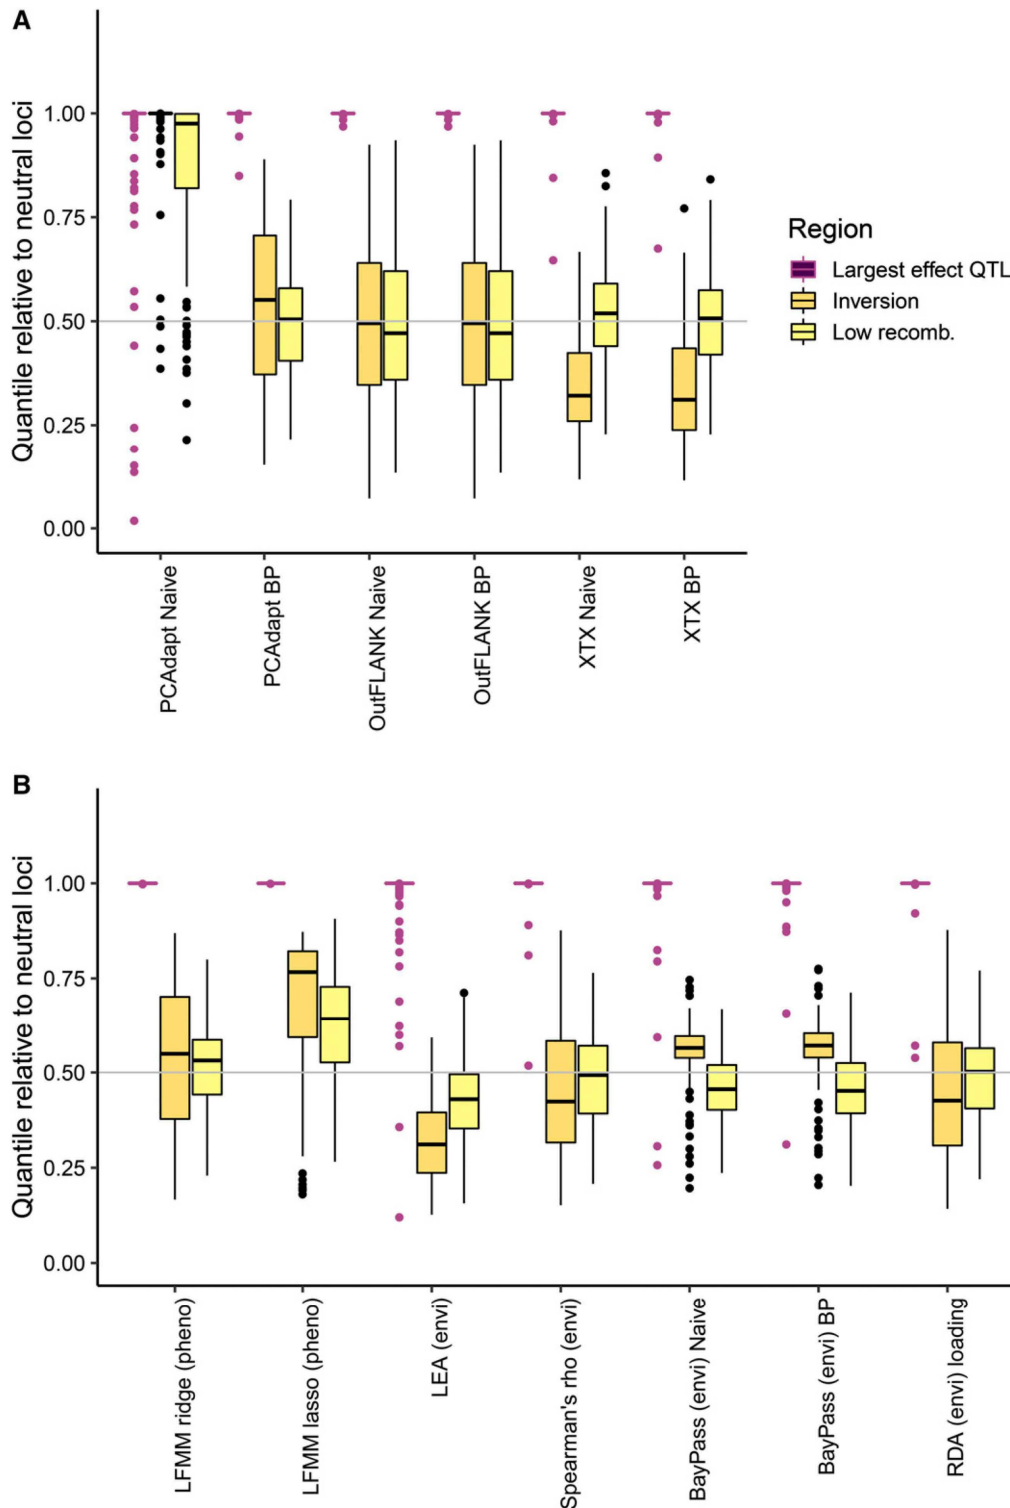 A
Quantile relative to neutral loci
1.00
0.75
0.50
0.25
0.00
PCAdapt Naive
PCAdapt BP
OutFLANK Naive
OutFLANK BP
XTX Naive
XTX BP
Region
Largest effect QTL
Inversion
Low recomb.
B
Quantile relative to neutral loci
1.00
0.75
0.50
0.25
0.00
LFMM ridge (pheno)
LFMM lasso (pheno)
LEA (envi)
Spearman's rho (envi)
BayPass (envi) Naive
BayPass (envi) BP
RDA (envi) loading